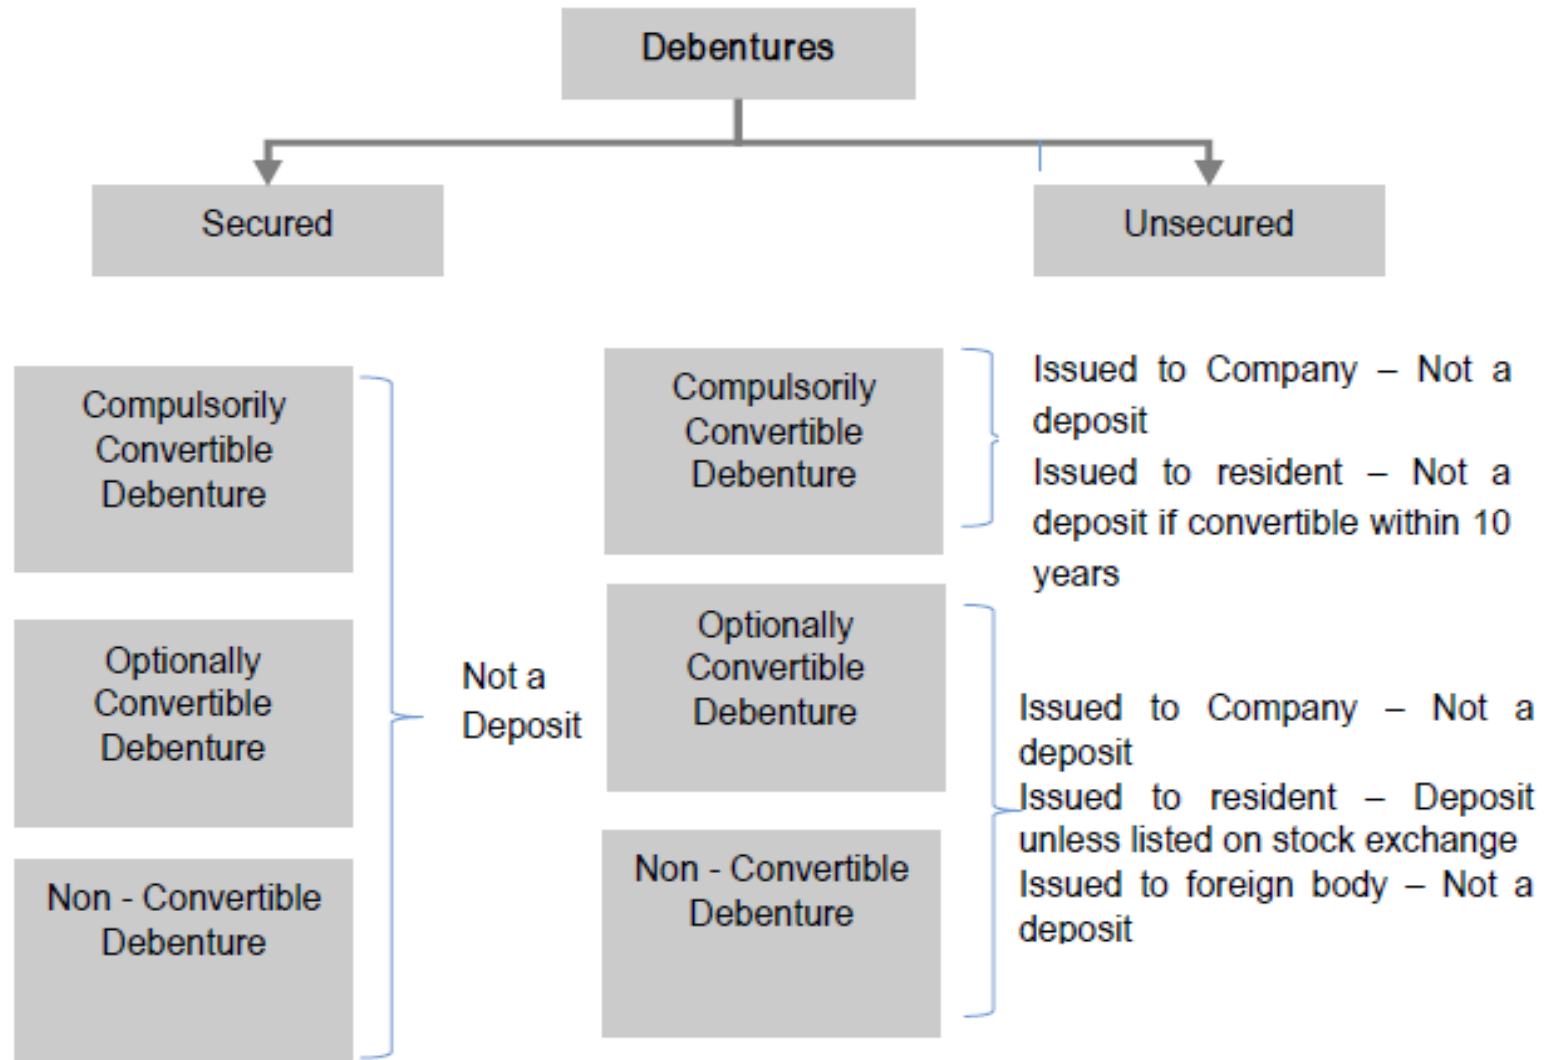 Debentures
Secured
Unsecured
Compulsorily
Convertible
Debenture
Optionally
Convertible
Debenture
Non - Convertible
Debenture
Not a
Deposit
Compulsorily
Convertible
Debenture
Issued to Company – Not a
deposit
Issued to resident – Not a
deposit if convertible within 10
years
Optionally
Convertible
Debenture
Non - Convertible
Debenture
Issued to Company – Not a
deposit
Issued to resident – Deposit
unless listed on stock exchange
Issued to foreign body – Not a
deposit